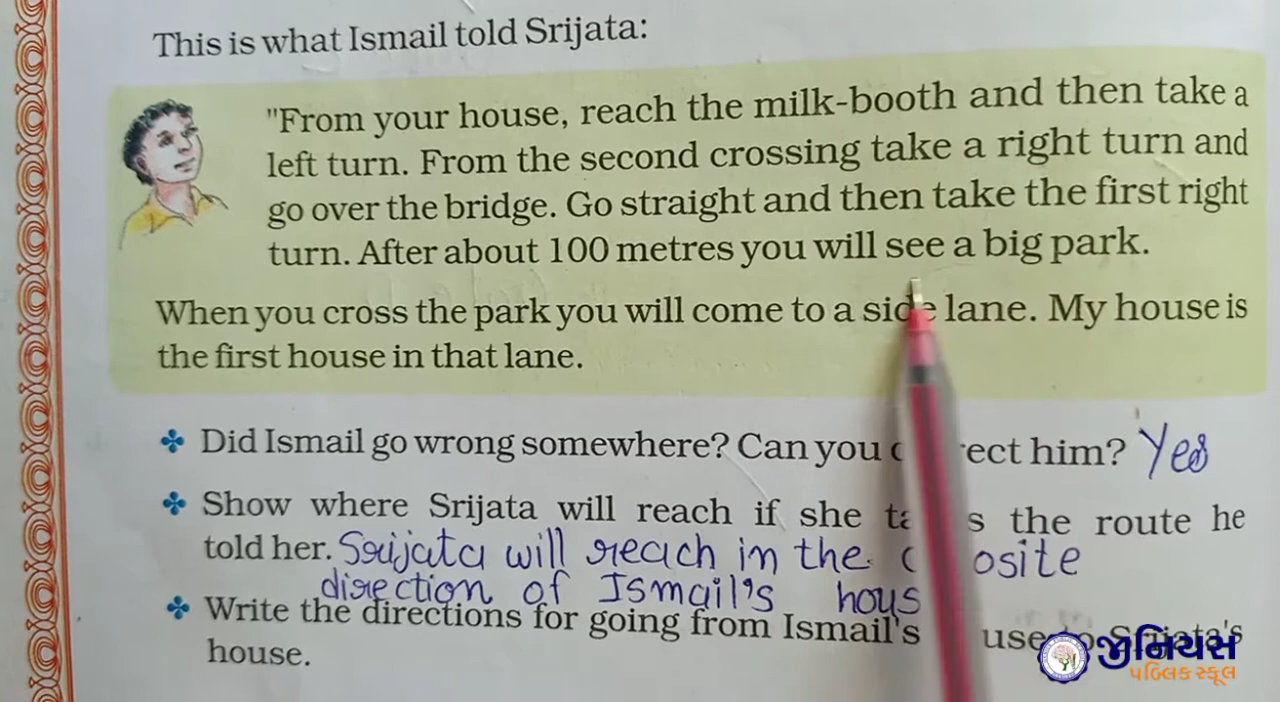 This is what Ismail told Srijata:
"From your house, reach the milk-booth and then take a
left turn. From the second crossing take a right turn and
go over the bridge. Go straight and then take the first right
turn. After about 100 metres you will see a big park.
When you cross the park you will come to a side lane. My house is
the first house in that lane.
Did Ismail go wrong somewhere? Can you him? Yes
Show where Srijata will reach if she the route he
told her. Srijata will reach in the
direction of Ismail's
Write the directions for going from Ismail's to Srijata's
house.
જીનિયસ
પબ્લિક સ્કૂલ